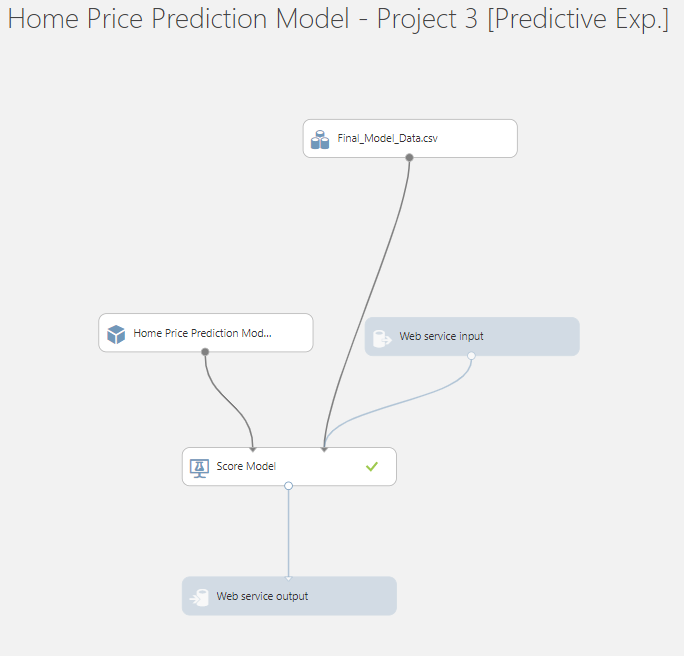 Home Price Prediction Model - Project 3 [Predictive Exp.]
Final_Model_Data.csv
Home Price Prediction Mod...
Web service input
Score Model
Web service output